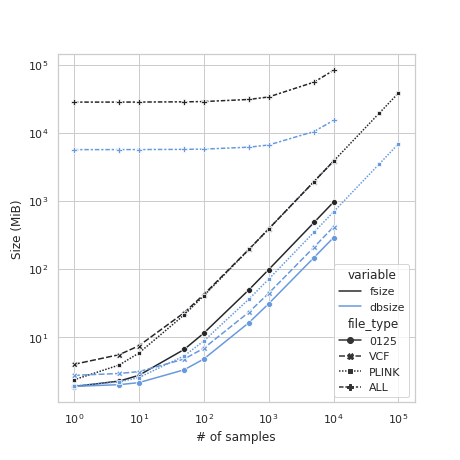 10⁵
10⁴
10³
10²
10¹
Size (MiB)
variable
fsize
dbsize
file_type
0125
VCF
PLINK
ALL
10⁰ 10¹ 10² 10³ 10⁴ 10⁵
# of samples